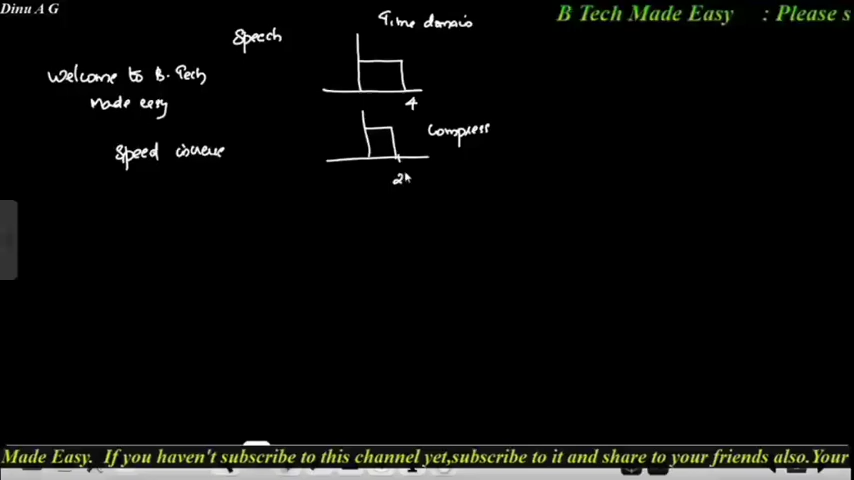 Dinu A G
B Tech Made Easy : Please s
Time domain
Speech
Welcome to B. Tech
made easy
4
Compress
Speed
2
Made Easy. If you haven't subscribe to this channel yet,subscribe to it and share to your friends also.Your